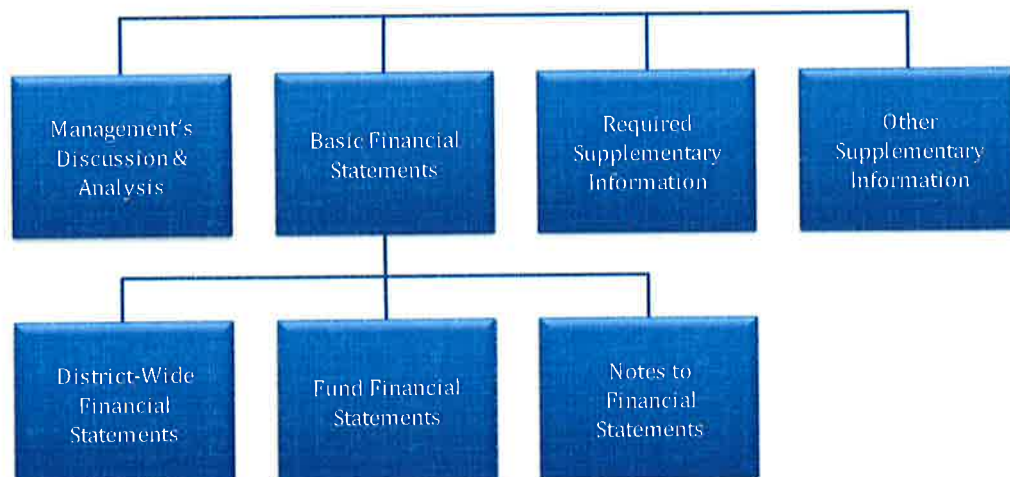 Management's
Discussion &
Analysis
Basic Financial
Statements
Required
Supplementary
Information
Other
Supplementary
Information
District-Wide
Financial
Statements
Fund Financial
Statements
Notes to
Financial
Statements